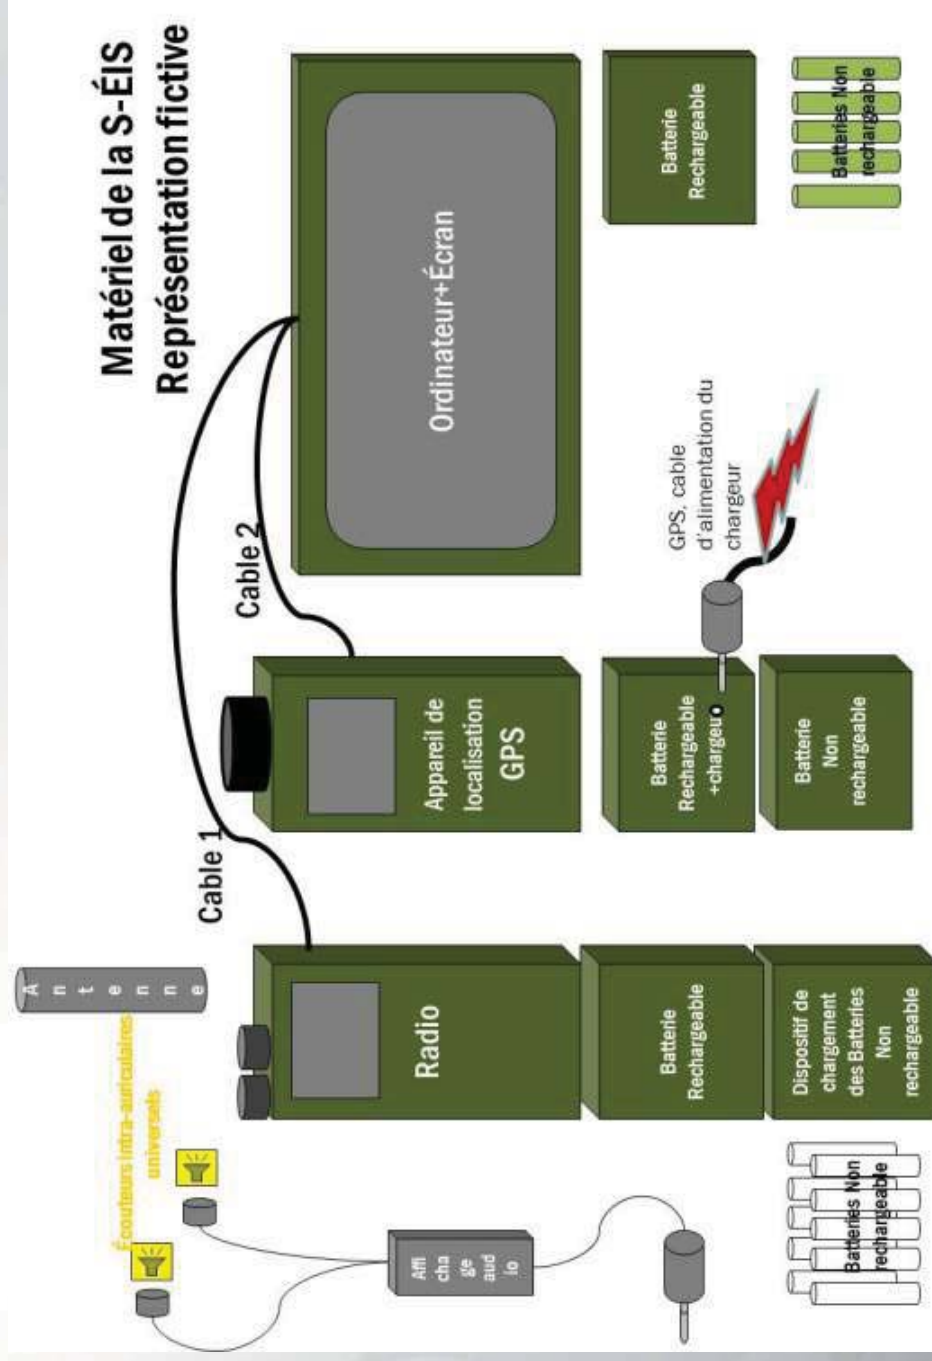 Matériel de la S-ÉIS
Représentation fictive
Écouteurs Intra-auriculaires
universels
Antenne
Cable 1
Cable 2
Affi
cha
ge
aud
io
Radio
Appareil de
localisation
GPS
Ordinateur+Écran
Batterie
Rechargeable
Batterie
Rechargeable
+chargeu
GPS, cable
d'alimentation du
chargeur
Batterie
Rechargeable
Batteries Non
rechargeable
Dispositif de
chargement
des Batteries
Non
rechargeable
Batterie
Non
rechargeable
Batteries Non
rechargeable